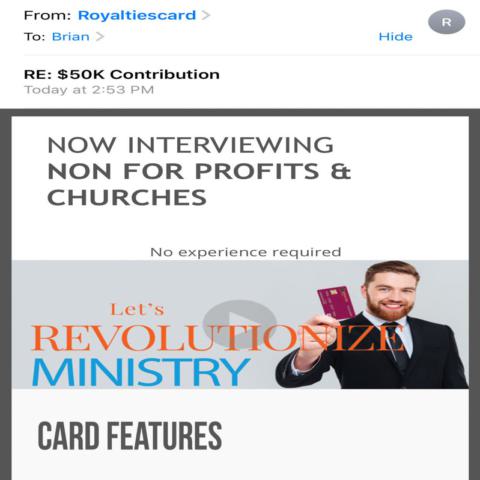 From: Royaltiescard >
R
To: Brian >
Hide
RE: $50K Contribution
Today at 2:53 PM
NOW INTERVIEWING
NON FOR PROFITS &
CHURCHES
No experience required
Let's
REVOLUTIONIZE
MINISTRY
CARD FEATURES